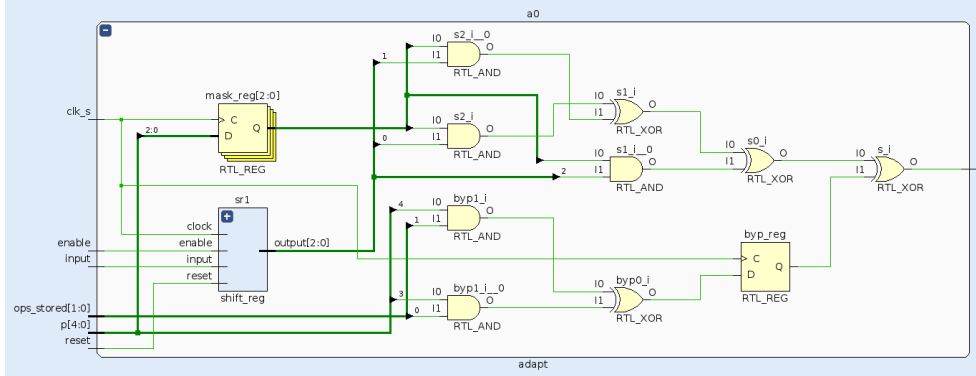 a0
s2_i__0
I0
O
1
I1
RTL_AND
mask_reg[2:0]
s1_i
clk_s
C
I0
O
2:0
D
Q
s2_i
I1
I0
O
RTL_XOR
0
I1
s0_i
RTL_REG
RTL_AND
s1_i__0
I0
O
s_i
I0
O
I1
I0
O
2
I1
RTL_XOR
I1
sr1
RTL_AND
RTL_XOR
byp1_i
4
I0
O
clock
1
I1
byp_reg
enable
enable
output[2:0]
RTL_AND
input
input
C
reset
byp0_i
Q
byp1_i__0
D
shift_reg
3
I0
O
I0
O
RTL_REG
ops_stored[1:0]
0
I1
I1
p[4:0]
RTL_AND
RTL_XOR
reset
adapt